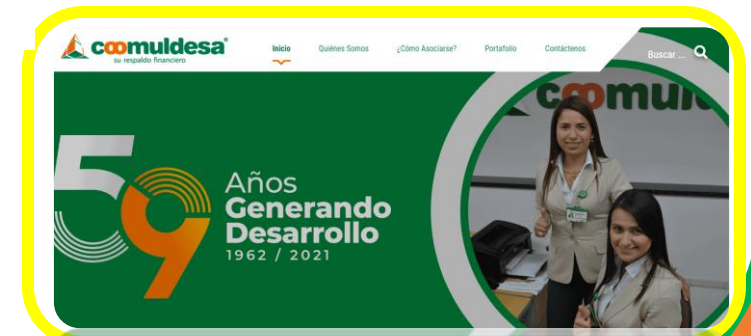 coomuldesa®
su respaldo financiero
Inicio
Quiénes Somos
¿Cómo Asociarse?
Portafolio
Contáctenos
Buscar ...
59
Años
Generando
Desarrollo
1962 / 2021
coomul